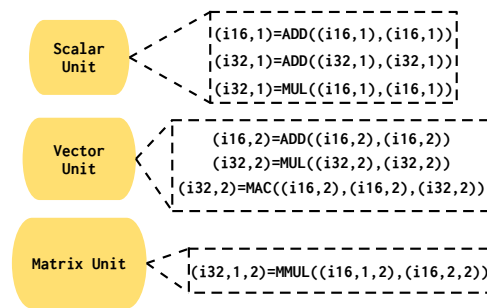 Scalar
Unit
(i16,1)=ADD((i16,1),(i16,1))
(i32,1)=ADD((i32,1),(i32,1))
(i32,1)=MUL((i16,1),(i16,1))
Vector
Unit
(i16,2)=ADD((i16,2),(i16,2))
(i32,2)=MUL((i32,2),(i32,2))
(i32,2)=MAC((i16,2),(i16,2),(i32,2))
Matrix Unit
(i32,1,2)=MMUL((i16,1,2),(i16,2,2))